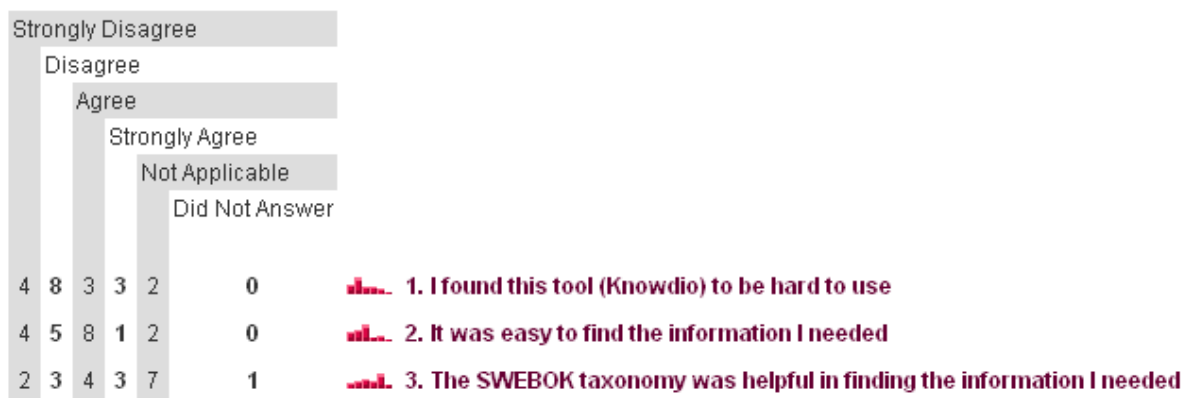 Strongly Disagree
Disagree
Agree
Strongly Agree
Not Applicable
Did Not Answer
4 8 3 3 2 0 1. I found this tool (Knowdio) to be hard to use
4 5 8 1 2 0 2. It was easy to find the information I needed
2 3 4 3 7 1 3. The SWEBOK taxonomy was helpful in finding the information I needed